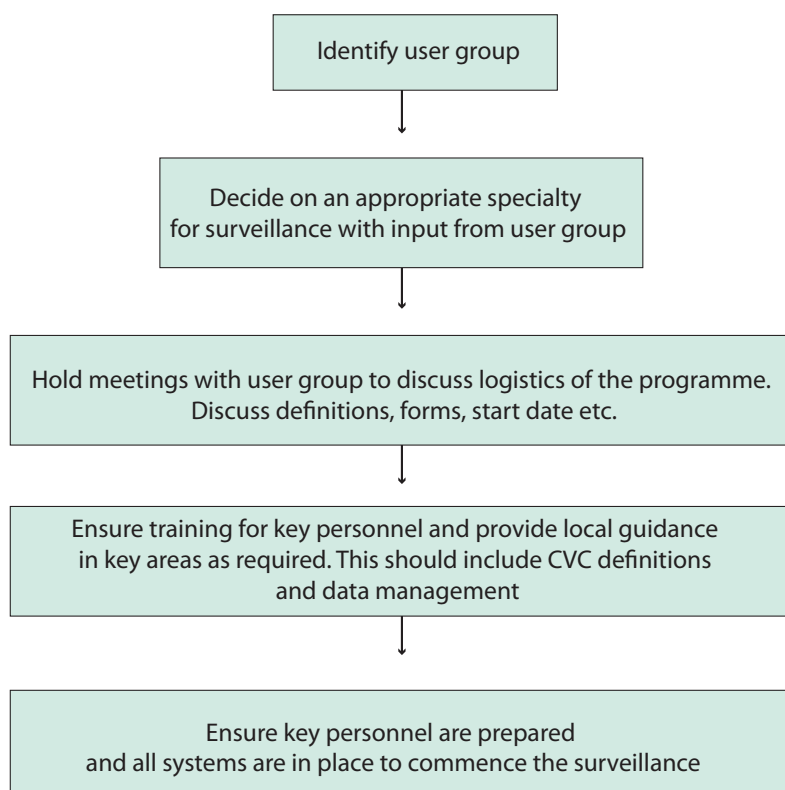 Identify user group
Decide on an appropriate specialty
for surveillance with input from user group
Hold meetings with user group to discuss logistics of the programme.
Discuss definitions, forms, start date etc.
Ensure training for key personnel and provide local guidance
in key areas as required. This should include CVC definitions
and data management
Ensure key personnel are prepared
and all systems are in place to commence the surveillance